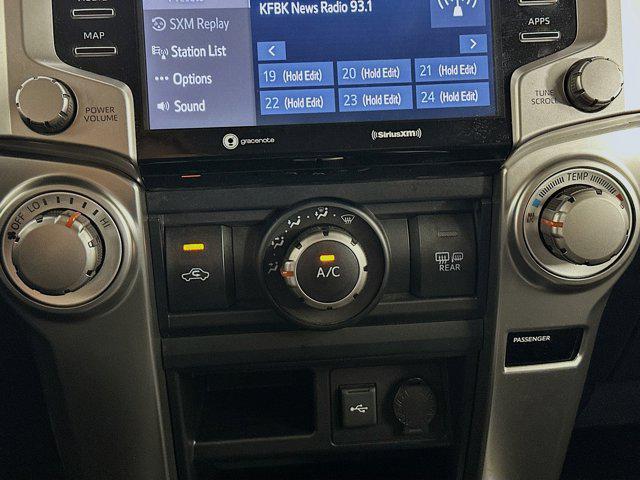 KFBK News Radio 93.1
SXM Replay
MAP
APPS
Station List
Options
19 (Hold Edit) 20 (Hold Edit) 21 (Hold Edit)
Sound
22 (Hold Edit) 23 (Hold Edit) 24 (Hold Edit)
POWER
VOLUME
TUNE
SCROLL
gracenote
SiriusXM
OFF LO HI
TEMP
A/C
REAR
PASSENGER